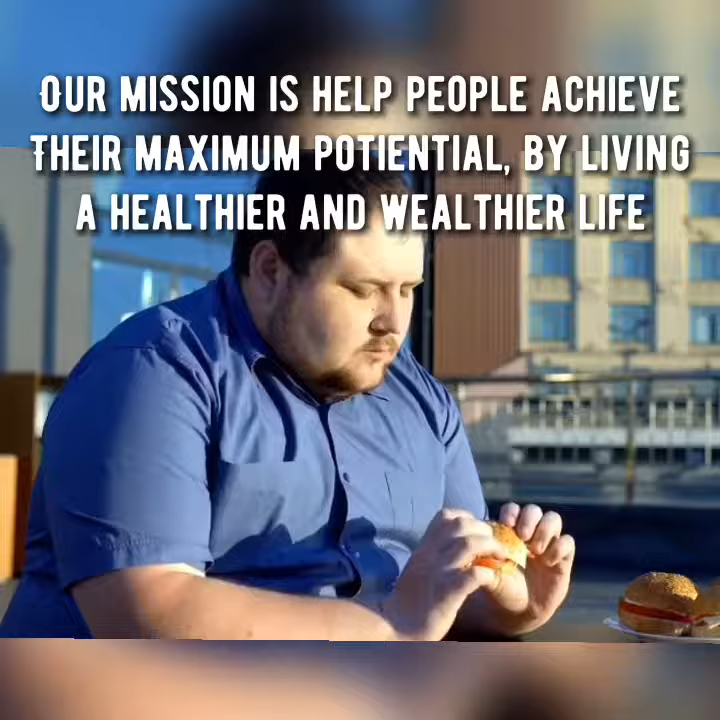 Our mission is help people achieve
their maximum potiential, by living
a healthier and wealthier life